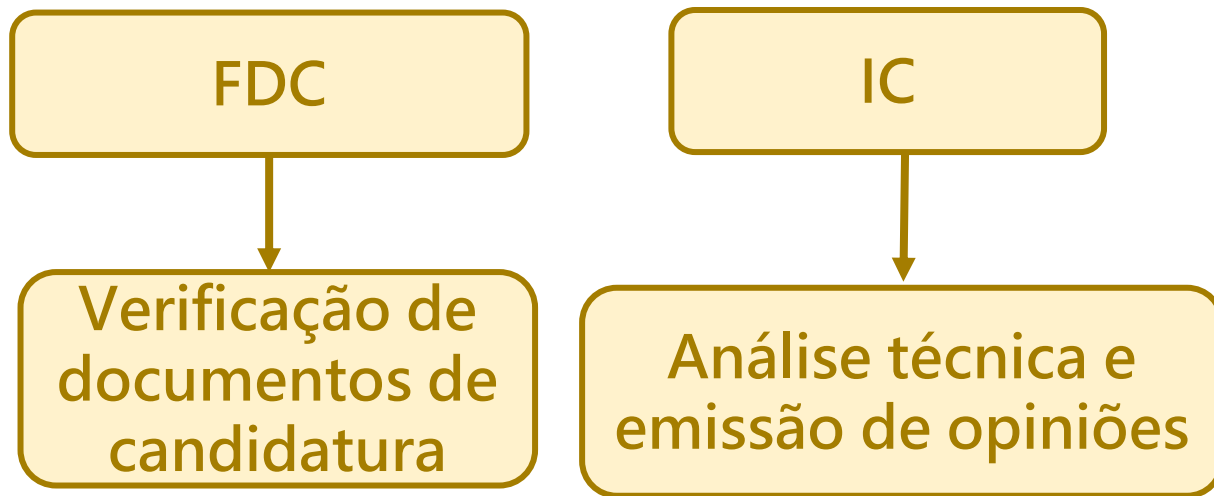 FDC
IC
Verificação de
documentos de
candidatura
Análise técnica e
emissão de opiniões